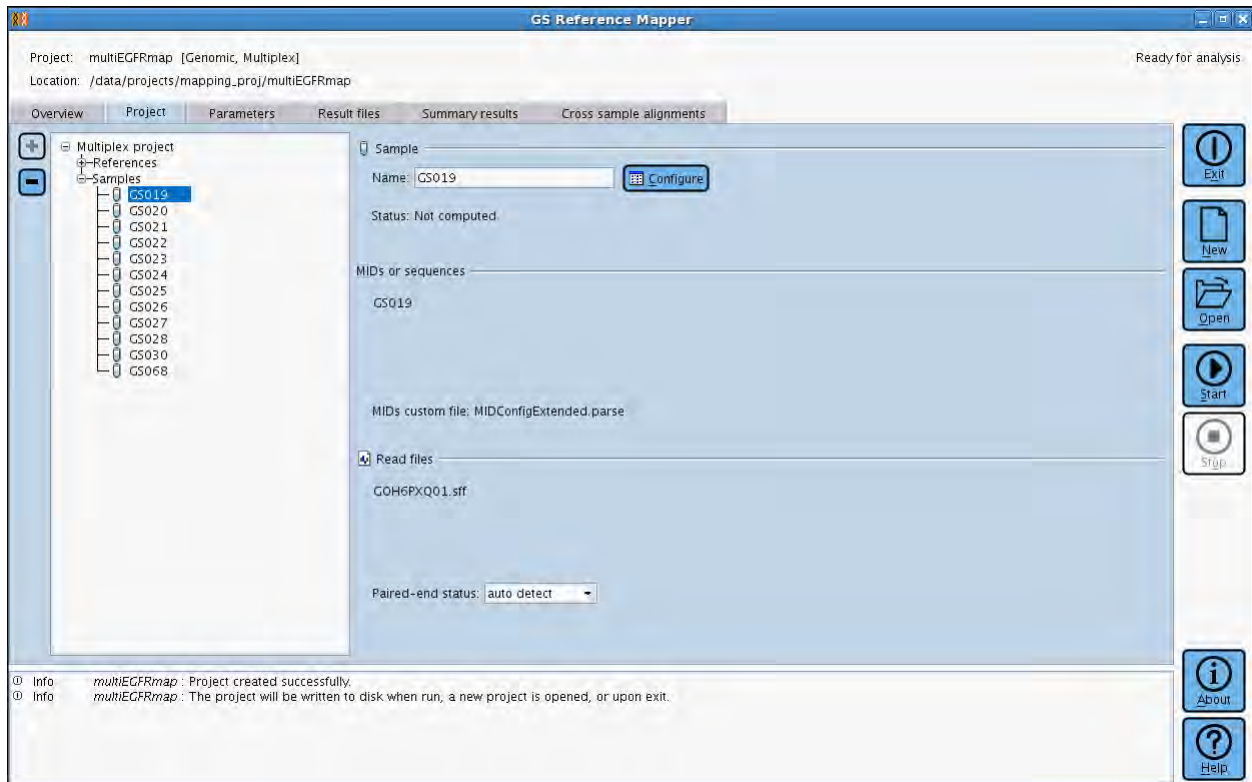 GS Reference Mapper
Project: multiEGFRmap [Genomic, Multiplex]
Ready for analysis
Location: /data/projects/mapping_proj/multiEGFRmap
Overview Project Parameters Result files Summary results Cross sample alignments
Multiplex project
References
Samples
GS019
GS020
GS021
GS022
GS023
GS024
GS025
GS026
GS027
GS028
GS030
GS068
Sample
Name: GS019 Configure
Status: Not computed
MIDs or sequences
GS019
MIDs custom file: MIDConfigExtended.parse
Read files
GOH6PXQ01.sff
Paired-end status: auto detect
Exit
New
Open
Start
Stop
About
Help
Info multiEGFRmap : Project created successfully.
Info multiEGFRmap : The project will be written to disk when run, a new project is opened, or upon exit.